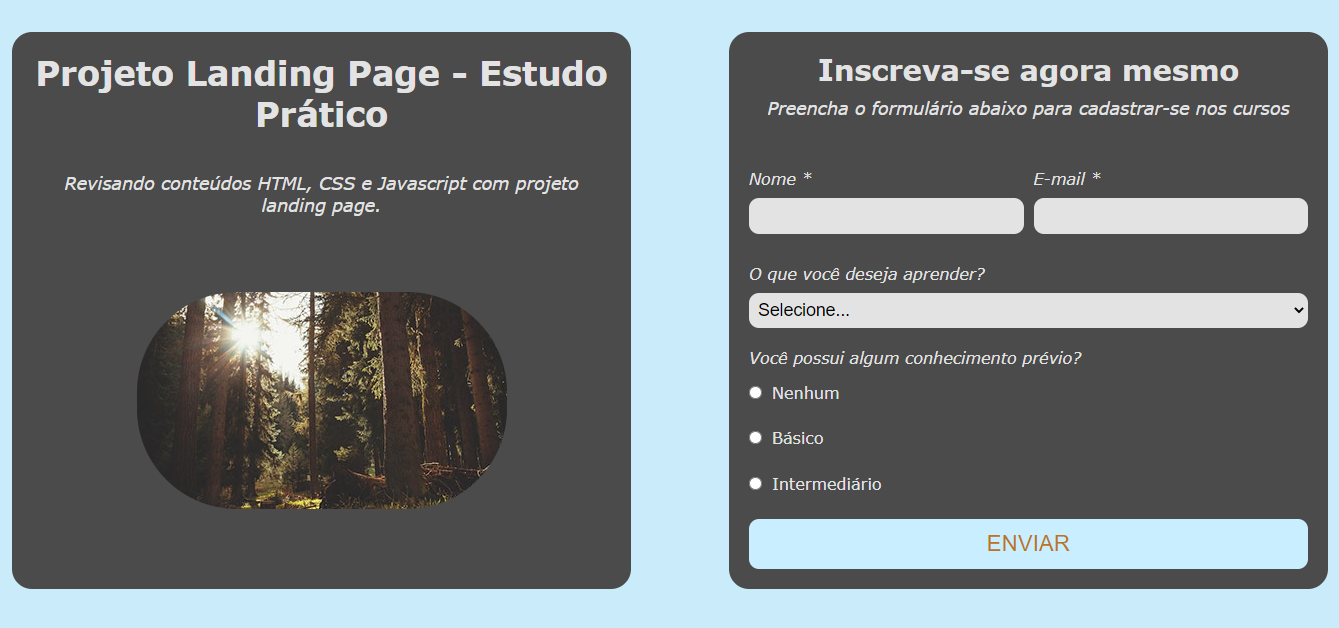 Projeto Landing Page - Estudo
Prático
Revisando conteúdos HTML, CSS e Javascript com projeto
landing page.
Inscreva-se agora mesmo
Preencha o formulário abaixo para cadastrar-se nos cursos
Nome *
E-mail *
O que você deseja aprender?
Selecione...
Você possui algum conhecimento prévio?
Nenhum
Básico
Intermediário
ENVIAR